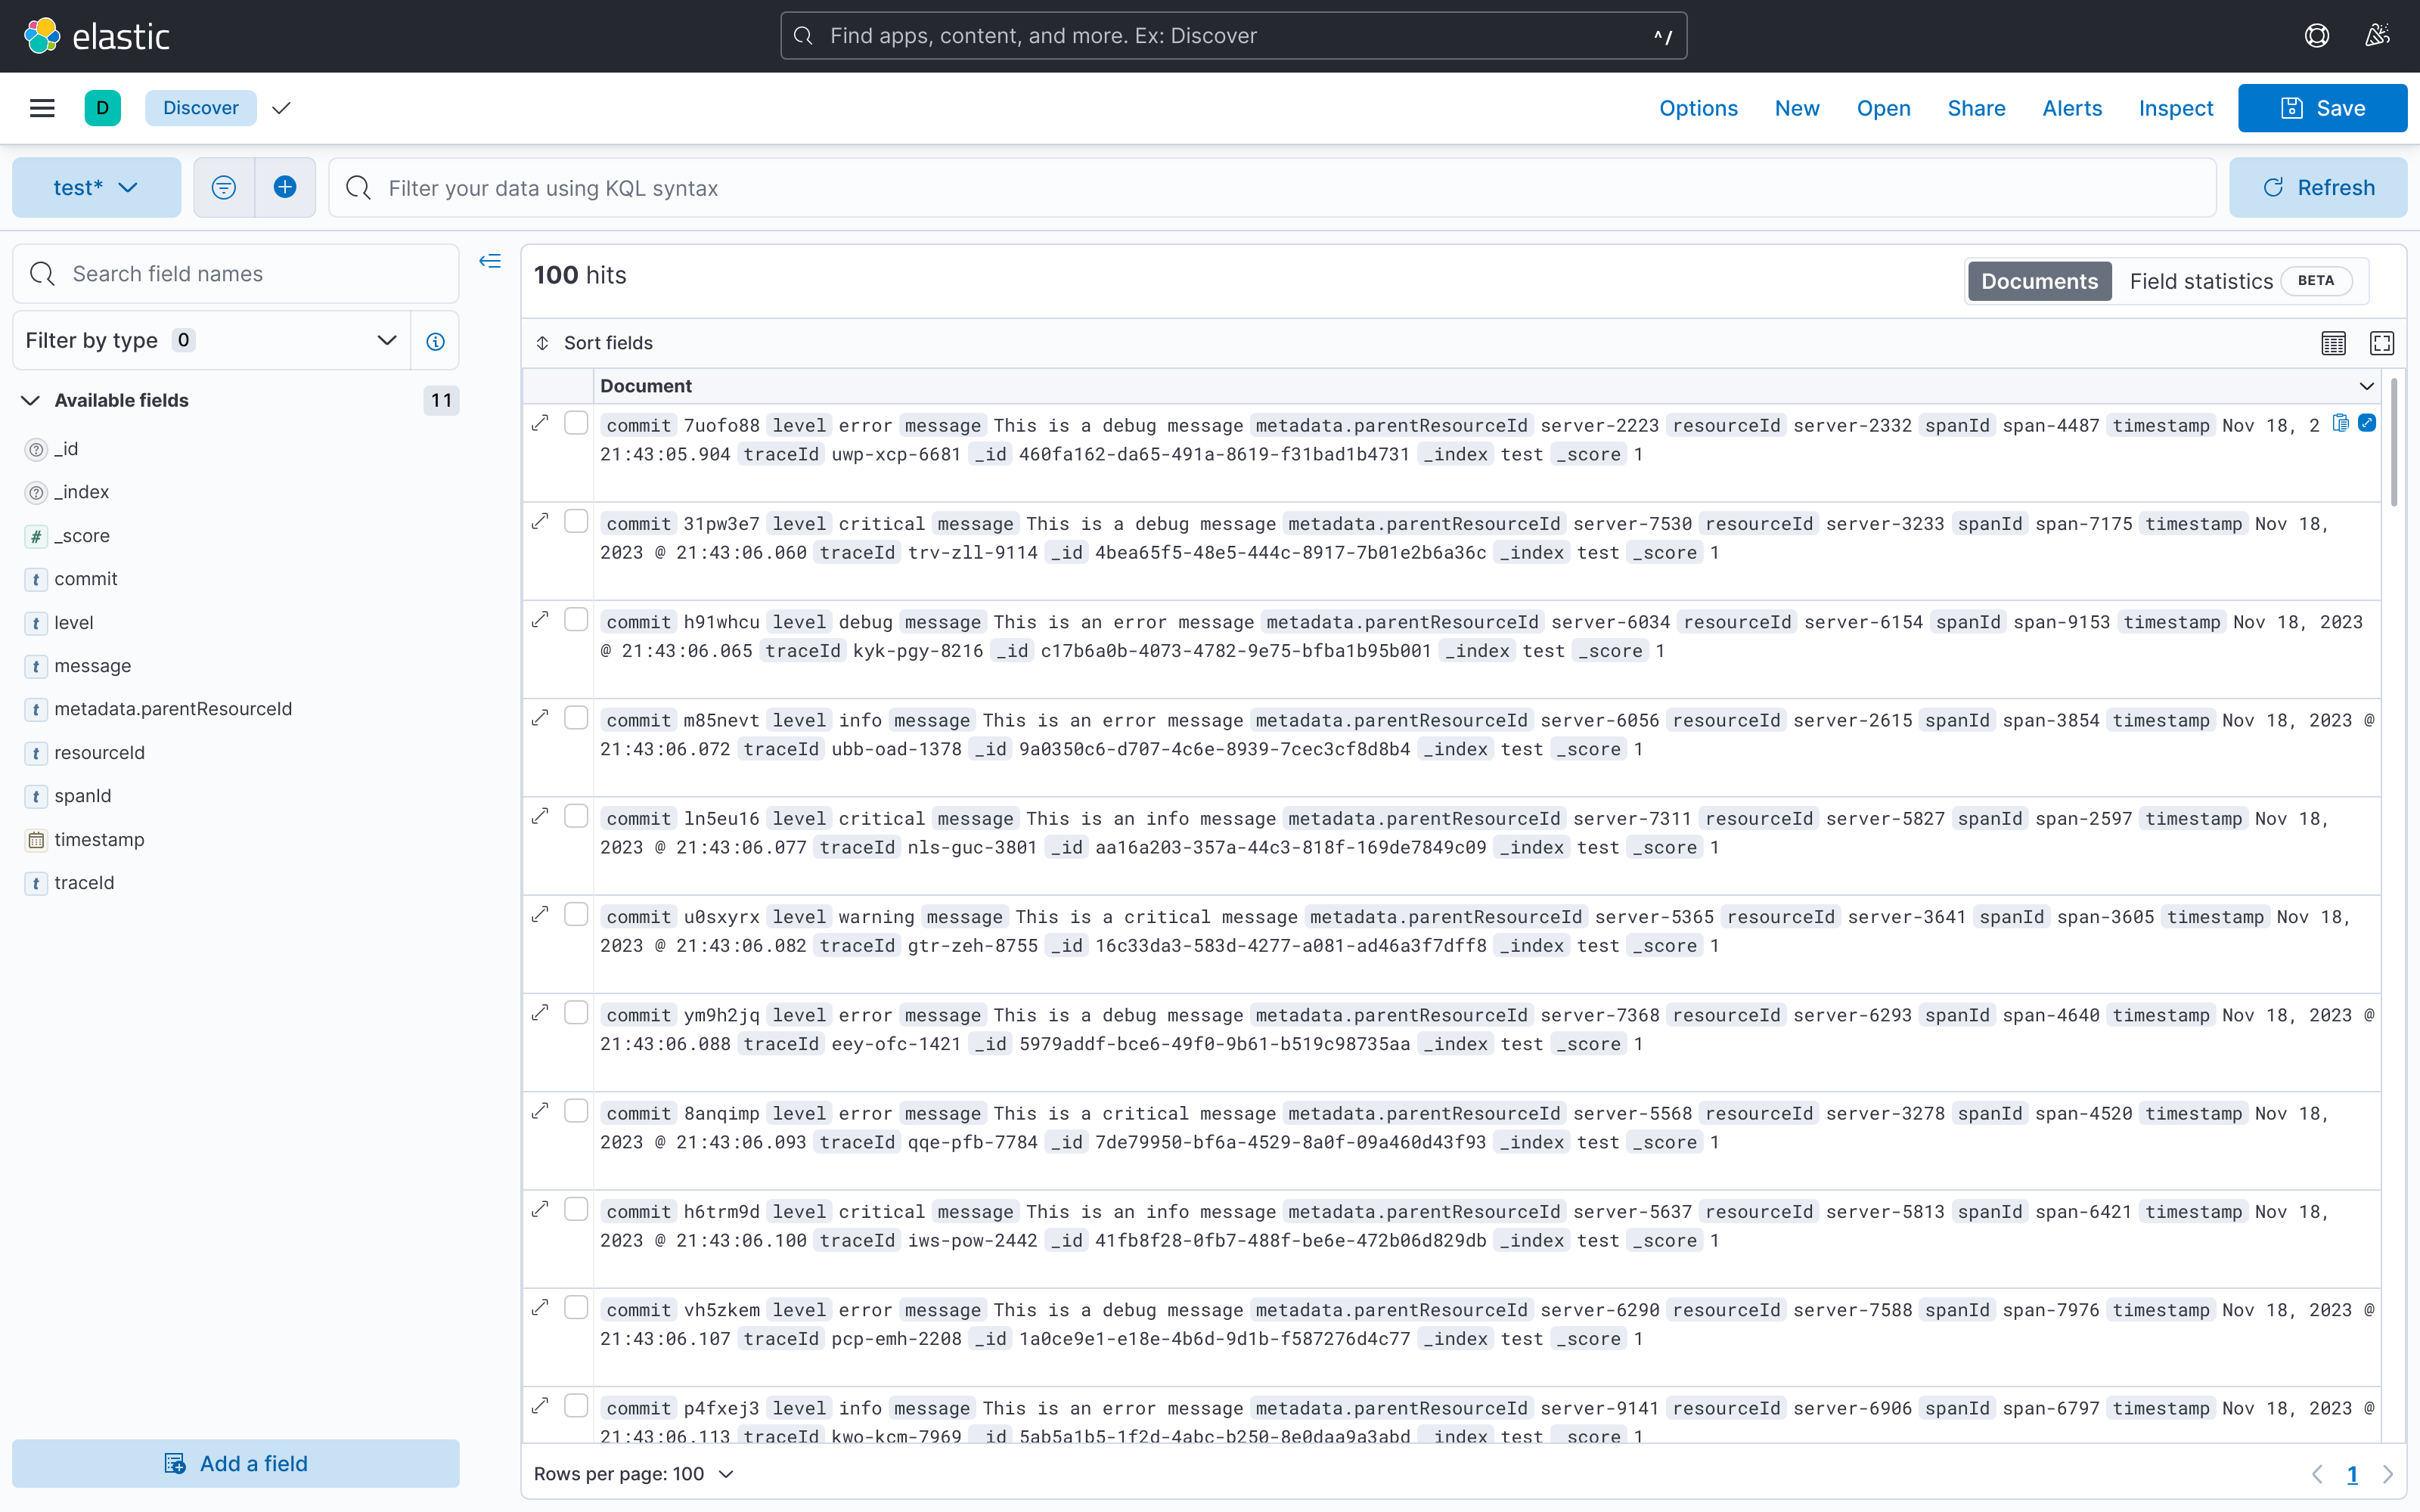 elastic
Find apps, content, and more. Ex: Discover ^/
D Discover Options New Open Share Alerts Inspect Save
test* Filter your data using KQL syntax Refresh
Search field names
Filter by type 0
Available fields 11
_id
_index
# _score
t commit
t level
t message
t metadata.parentResourceId
t resourceId
t spanId
timestamp
t traceId
Add a field
100 hits Documents Field statistics BETA
Sort fields
Document
commit 7uofo88 level error message This is a debug message metadata.parentResourceId server-2223 resourceId server-2332 spanId span-4487 timestamp Nov 18, 2
21:43:05.904 traceId uwp-xcp-6681 _id 460fa162-da65-491a-8619-f31bad1b4731 _index test _score 1
commit 31pw3e7 level critical message This is a debug message metadata.parentResourceId server-7530 resourceId server-3233 spanId span-7175 timestamp Nov 18,
2023 @ 21:43:06.060 traceId trv-zll-9114 _id 4bea65f5-48e5-444c-8917-7b01e2b6a36c _index test _score 1
commit h91whcu level debug message This is an error message metadata.parentResourceId server-6034 resourceId server-6154 spanId span-9153 timestamp Nov 18, 2023
@ 21:43:06.065 traceId kyk-pgy-8216 _id c17b6a0b-4073-4782-9e75-bfba1b95b001 _index test _score 1
commit m85nevt level info message This is an error message metadata.parentResourceId server-6056 resourceId server-2615 spanId span-3854 timestamp Nov 18, 2023 @
21:43:06.072 traceId ubb-oad-1378 _id 9a0350c6-d707-4c6e-8939-7cec3cf8d8b4 _index test _score 1
commit ln5eu16 level critical message This is an info message metadata.parentResourceId server-7311 resourceId server-5827 spanId span-2597 timestamp Nov 18,
2023 @ 21:43:06.077 traceId nls-guc-3801 _id aa16a203-357a-44c3-818f-169de7849c09 _index test _score 1
commit u0sxyrx level warning message This is a critical message metadata.parentResourceId server-5365 resourceId server-3641 spanId span-3605 timestamp Nov 18,
2023 @ 21:43:06.082 traceId gtr-zeh-8755 _id 16c33da3-583d-4277-a081-ad46a3f7dff8 _index test _score 1
commit ym9h2jq level error message This is a debug message metadata.parentResourceId server-7368 resourceId server-6293 spanId span-4640 timestamp Nov 18, 2023 @
21:43:06.088 traceId eey-ofc-1421 _id 5979addf-bce6-49f0-9b61-b519c98735aa _index test _score 1
commit 8anqimp level error message This is a critical message metadata.parentResourceId server-5568 resourceId server-3278 spanId span-4520 timestamp Nov 18,
2023 @ 21:43:06.093 traceId qqe-pfb-7784 _id 7de79950-bf6a-4529-8a0f-09a460d43f93 _index test _score 1
commit h6trm9d level critical message This is an info message metadata.parentResourceId server-5637 resourceId server-5813 spanId span-6421 timestamp Nov 18,
2023 @ 21:43:06.100 traceId iws-pow-2442 _id 41fb8f28-0fb7-488f-be6e-472b06d829db _index test _score 1
commit vh5zkem level error message This is a debug message metadata.parentResourceId server-6290 resourceId server-7588 spanId span-7976 timestamp Nov 18, 2023 @
21:43:06.107 traceId pcp-emh-2208 _id 1a0ce9e1-e18e-4b6d-9d1b-f587276d4c77 _index test _score 1
commit p4fxej3 level info message This is an error message metadata.parentResourceId server-9141 resourceId server-6906 spanId span-6797 timestamp Nov 18, 2023 @
21:43:06.113 traceId kwo-kcm-7969 _id 5ab5a1b5-1f2d-4abc-b250-8e0daa9a3abd _index test _score 1
Rows per page: 100 1